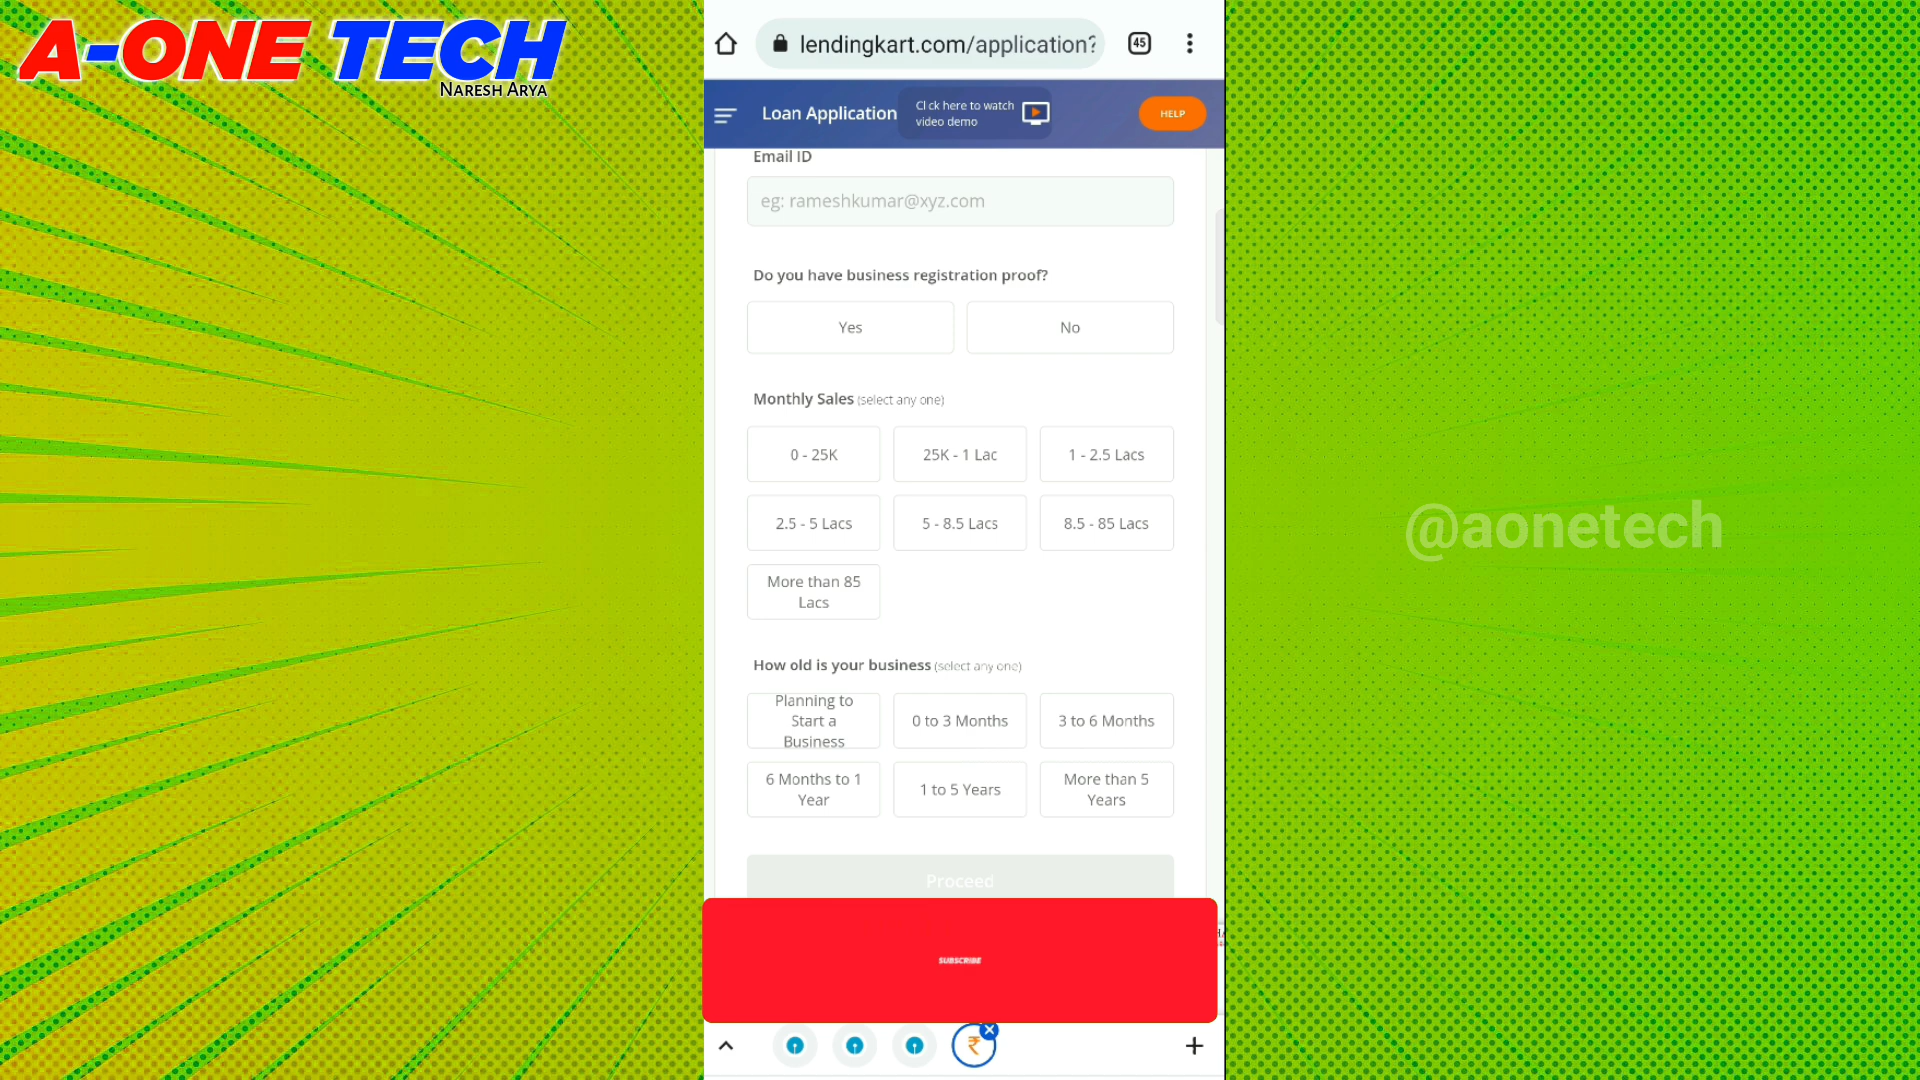 A-ONE TECH
NARESH ARYA
lendingkart.com/application?
45
Loan Application
Cl ck here to watch
video demo
HELP
Email ID
eg: rameshkumar@xyz.com
Do you have business registration proof?
Yes
No
Monthly Sales (select any one)
0 - 25K
25K - 1 Lac
1 - 2.5 Lacs
2.5 - 5 Lacs
5 - 8.5 Lacs
8.5 - 85 Lacs
More than 85
Lacs
How old is your business (select any one)
Planning to
Start a
Business
0 to 3 Months
3 to 6 Months
6 Months to 1
Year
1 to 5 Years
More than 5
Years
Proceed
SUBSCRIBE
₹
@aonetech